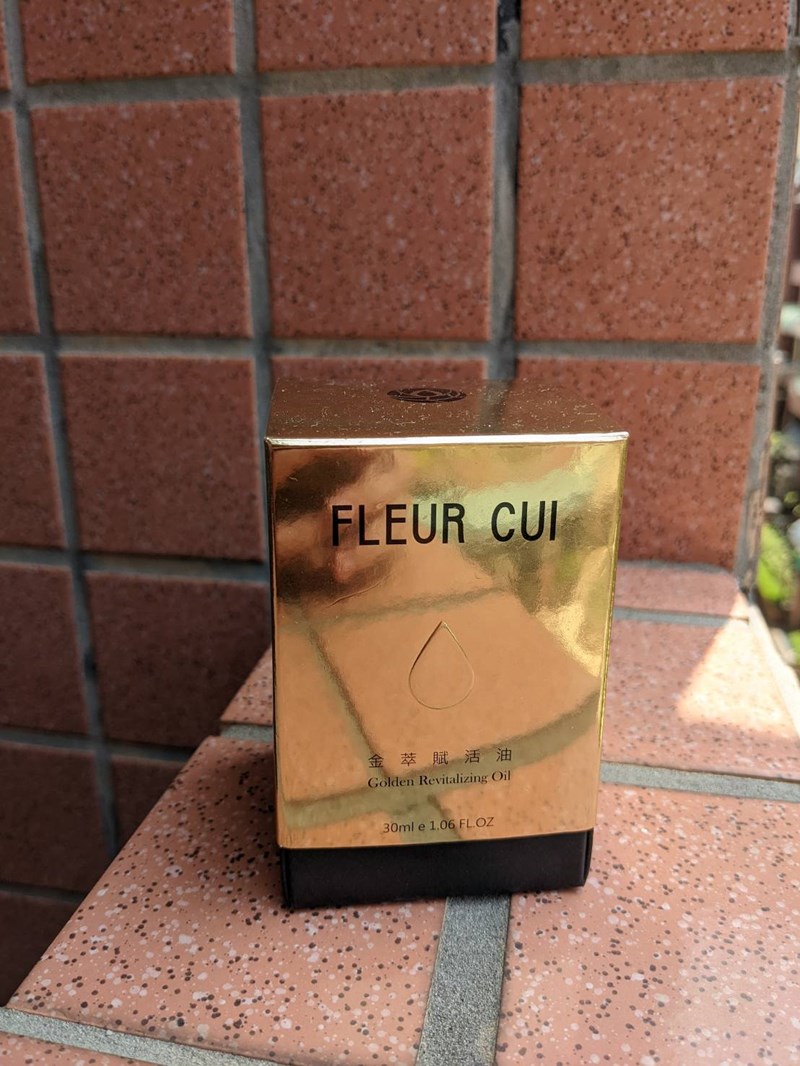 FLEUR CUI
金萃賦活油
Golden Revitalizing Oil
30ml e 1.06 FL.OZ